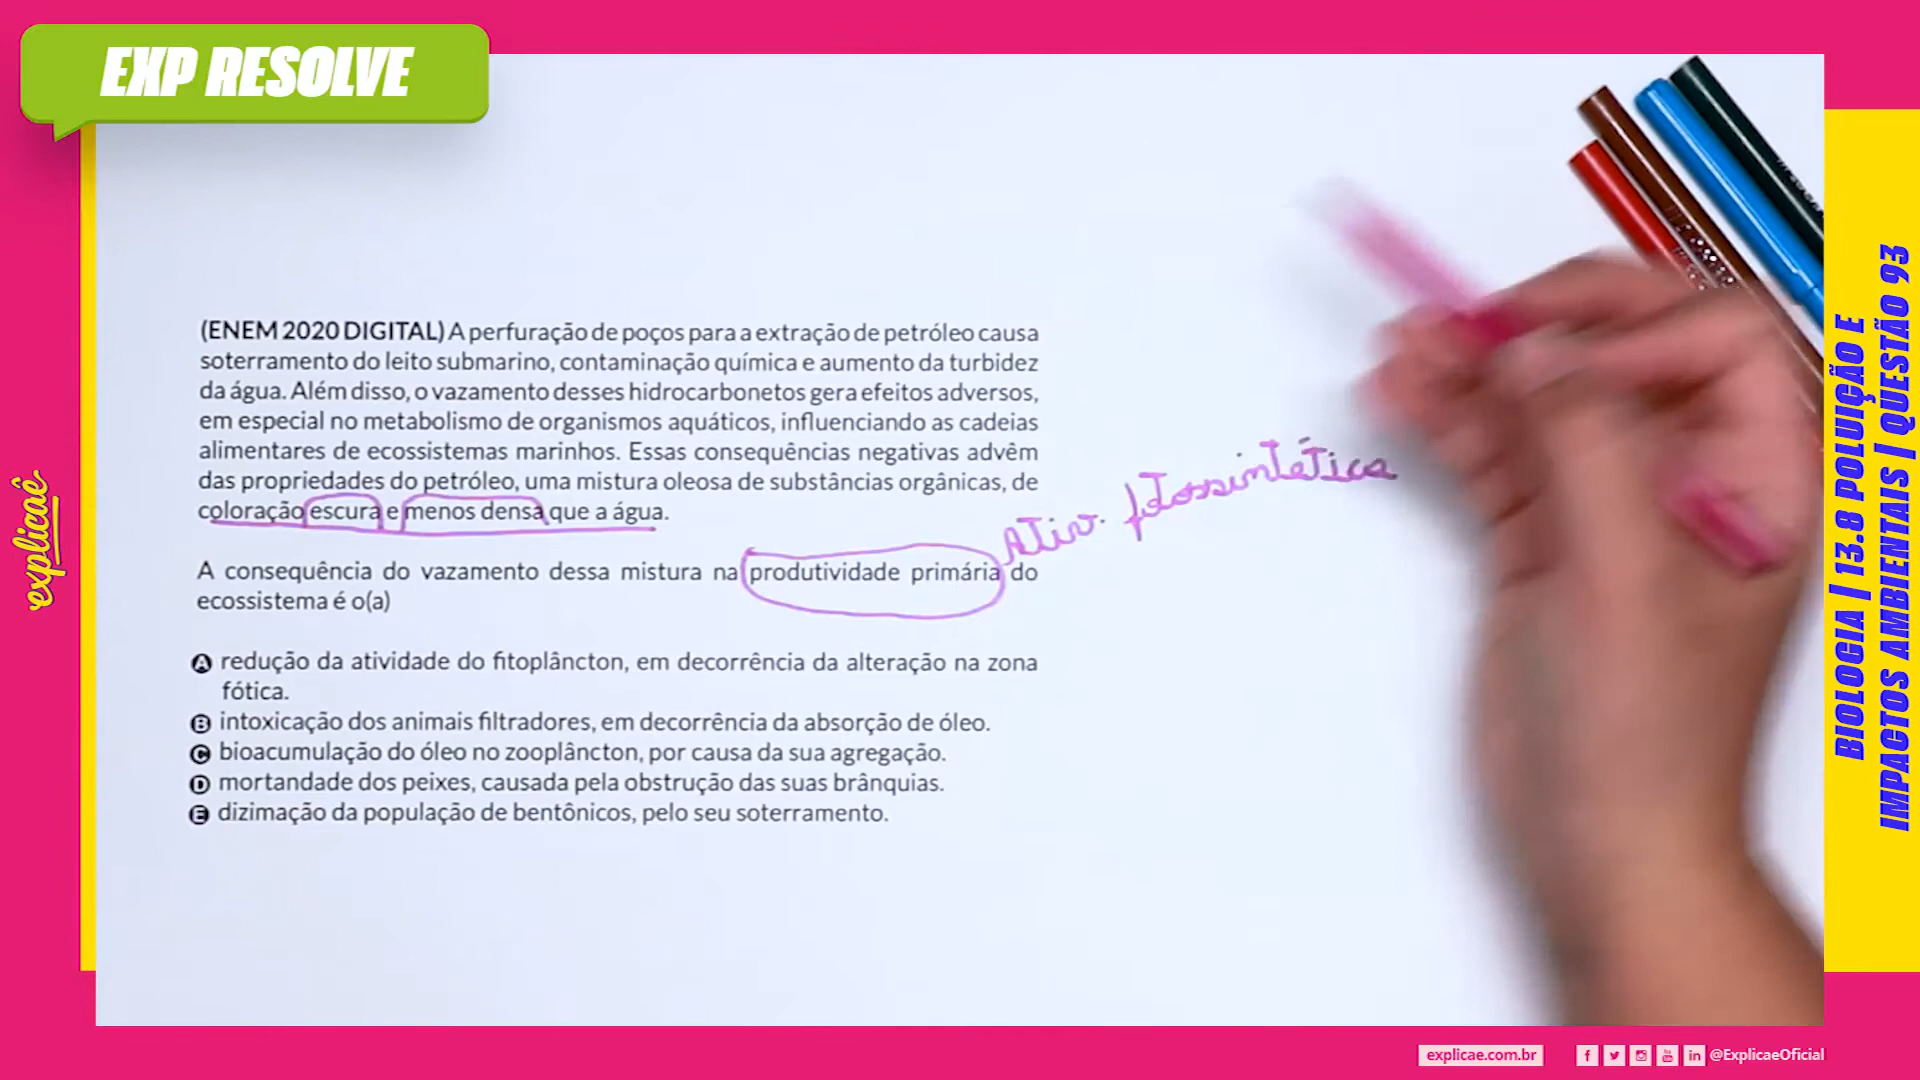 EXP RESOLVE
(ENEM 2020 DIGITAL) A perfuração de poços para a extração de petróleo causa
soterramento do leito submarino, contaminação química e aumento da turbidez
da água. Além disso, o vazamento desses hidrocarbonetos gera efeitos adversos,
em especial no metabolismo de organismos aquáticos, influenciando as cadeias
alimentares de ecossistemas marinhos. Essas consequências negativas advêm
das propriedades do petróleo, uma mistura oleosa de substâncias orgânicas, de
coloração escura e menos densa que a água.
Ativ. fotossintética
A consequência do vazamento dessa mistura na produtividade primária do
ecossistema é o(a)
A redução da atividade do fitoplâncton, em decorrência da alteração na zona
fótica.
B intoxicação dos animais filtradores, em decorrência da absorção de óleo.
C bioacumulação do óleo no zooplâncton, por causa da sua agregação.
D mortandade dos peixes, causada pela obstrução das suas brânquias.
E dizimação da população de bentônicos, pelo seu soterramento.
explicaê
BIOLOGIA | 13.8 POLUIÇÃO E
IMPACTOS AMBIENTAIS | QUESTÃO 93
explicae.com.br
@ExplicaeOficial